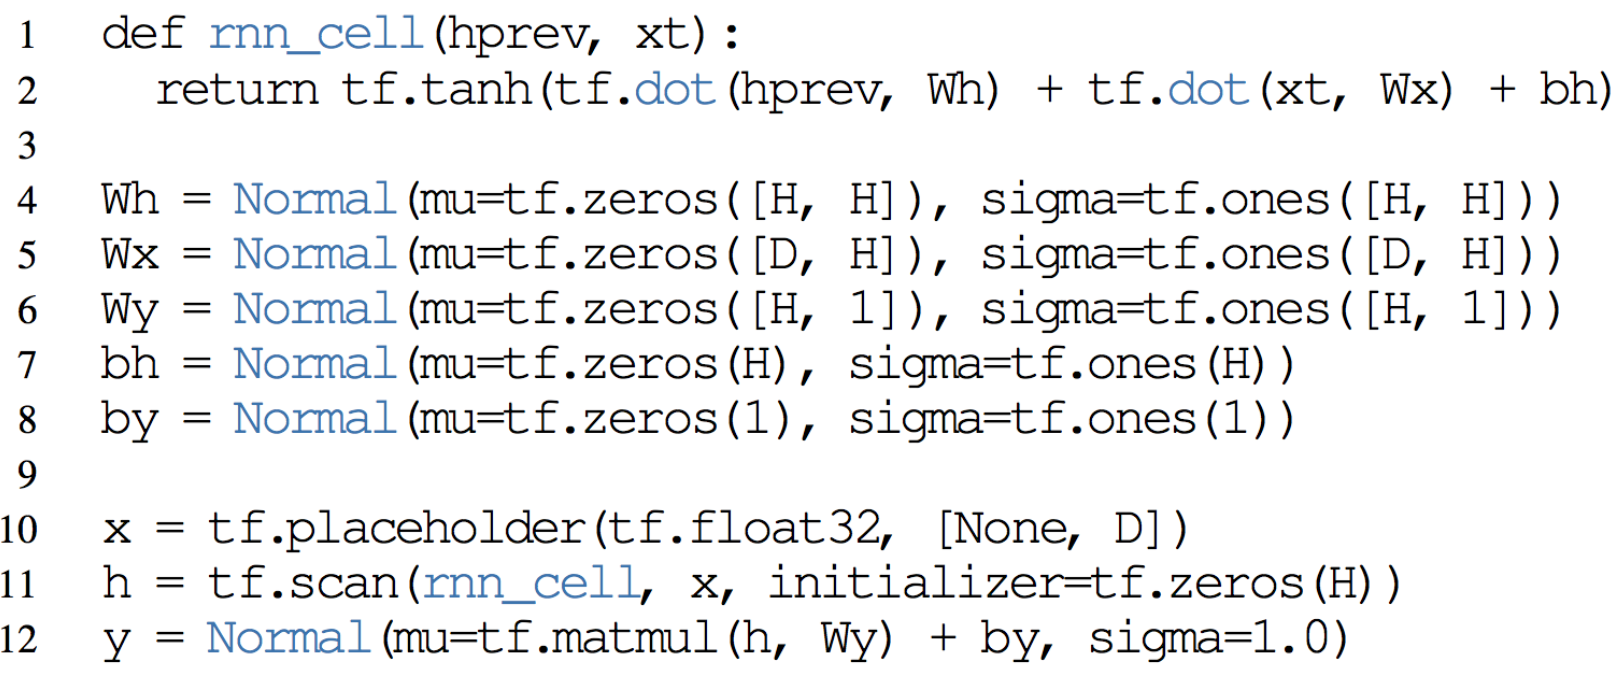 1 def rnn_cell(hprev, xt):
2 return tf.tanh(tf.dot(hprev, Wh) + tf.dot(xt, Wx) + bh)
3
4 Wh = Normal(mu=tf.zeros([H, H]), sigma=tf.ones([H, H]))
5 Wx = Normal(mu=tf.zeros([D, H]), sigma=tf.ones([D, H]))
6 Wy = Normal(mu=tf.zeros([H, 1]), sigma=tf.ones([H, 1]))
7 bh = Normal(mu=tf.zeros(H), sigma=tf.ones(H))
8 by = Normal(mu=tf.zeros(1), sigma=tf.ones(1))
9
10 x = tf.placeholder(tf.float32, [None, D])
11 h = tf.scan(rnn_cell, x, initializer=tf.zeros(H))
12 y = Normal(mu=tf.matmul(h, Wy) + by, sigma=1.0)